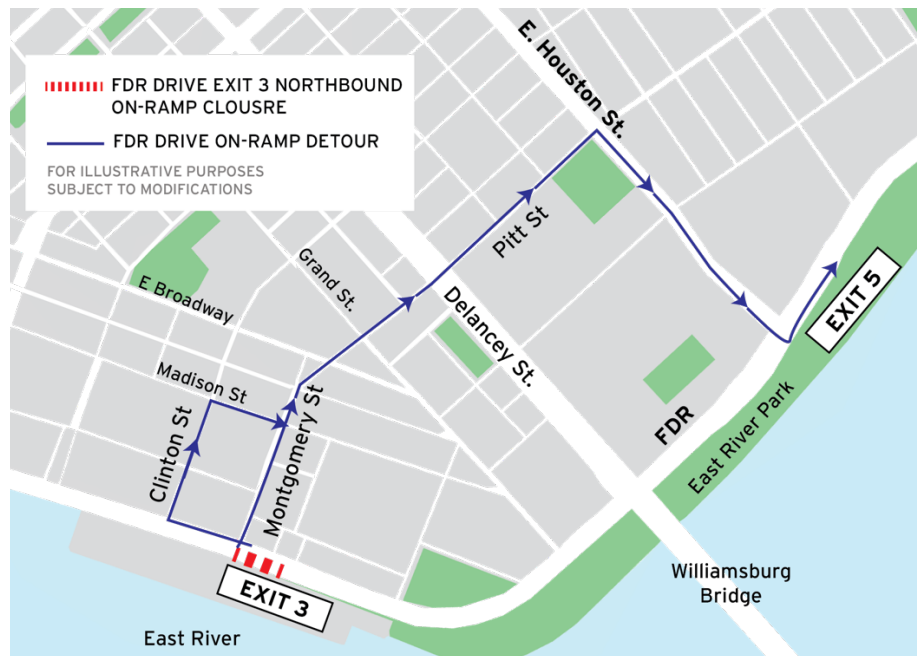 FDR DRIVE EXIT 3 NORTHBOUND
ON-RAMP CLOUSRE
FDR DRIVE ON-RAMP DETOUR
FOR ILLUSTRATIVE PURPOSES
SUBJECT TO MODIFICATIONS
E. Houston St.
Pitt St
Grand St.
E Broadway
Delancey St.
EXIT 5
Madison St
Clinton St
Montgomery St
FDR
East River Park
EXIT 3
Williamsburg
Bridge
East River